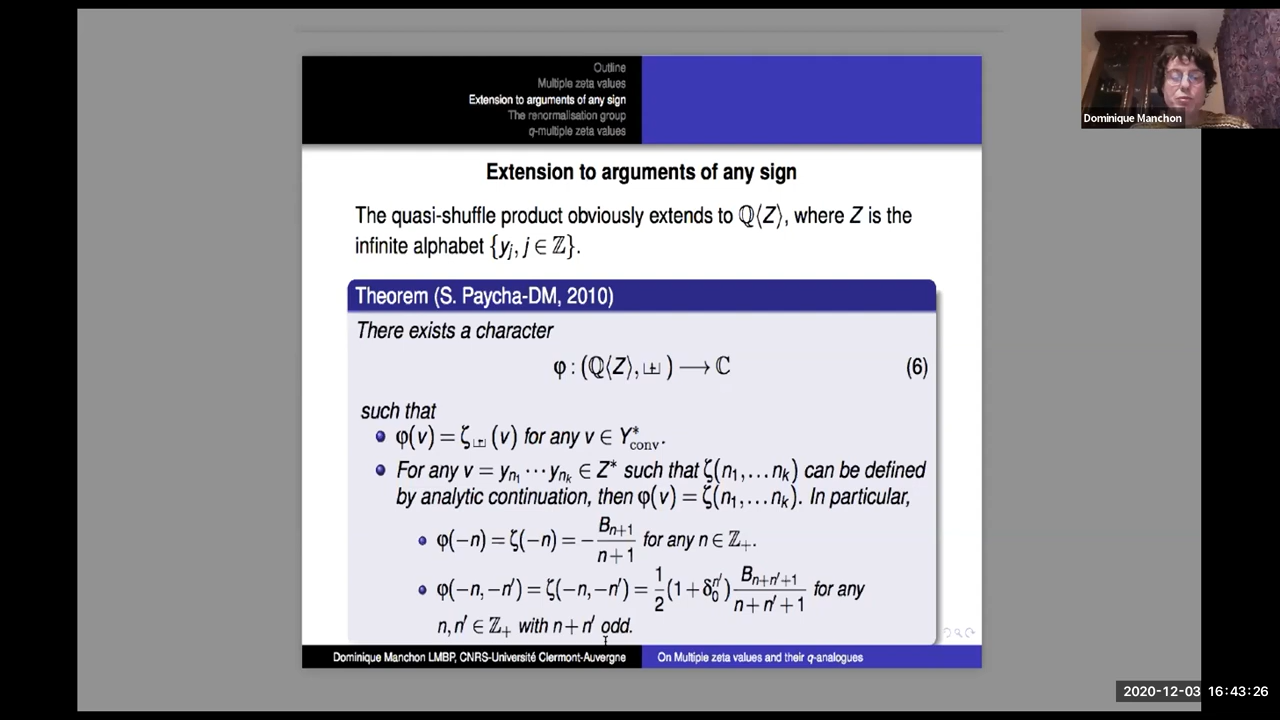 Outline
Multiple zeta values
Extension to arguments of any sign
The renormalisation group
q-multiple zeta values
Dominique Manchon
Extension to arguments of any sign
The quasi-shuffle product obviously extends to ℚ⟨Z⟩, where Z is the
infinite alphabet {y_j, j ∈ ℤ}.
Theorem (S. Paycha-DM, 2010)
There exists a character
φ : (ℚ⟨Z⟩, ⧺) ⟶ ℂ (6)
such that
• φ(v) = ζ_⧺(v) for any v ∈ Y*_conv.
• For any v = y_{n_1} ⋯ y_{n_k} ∈ Z* such that ζ(n_1, … n_k) can be defined
by analytic continuation, then φ(v) = ζ(n_1, … n_k). In particular,
• φ(−n) = ζ(−n) = −B_{n+1}/(n+1) for any n ∈ ℤ_+.
• φ(−n, −n′) = ζ(−n, −n′) = 1/2 (1 + δ_0^{n′}) B_{n+n′+1}/(n+n′+1) for any
n, n′ ∈ ℤ_+ with n + n′ odd.
Dominique Manchon LMBP, CNRS-Université Clermont-Auvergne
On Multiple zeta values and their q-analogues
2020-12-03 16:43:26